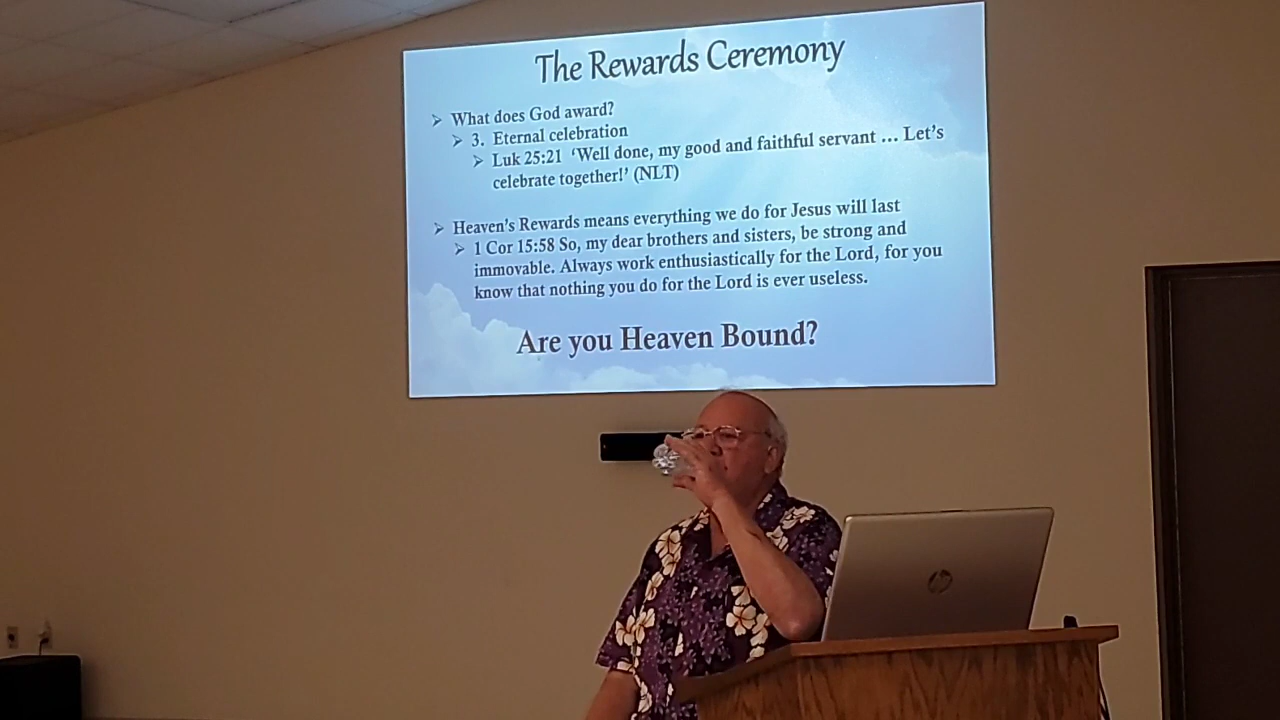 The Rewards Ceremony
➢ What does God award?
➢ 3. Eternal celebration
➢ Luk 25:21 ‘Well done, my good and faithful servant … Let’s
celebrate together!’ (NLT)
➢ Heaven’s Rewards means everything we do for Jesus will last
➢ 1 Cor 15:58 So, my dear brothers and sisters, be strong and
immovable. Always work enthusiastically for the Lord, for you
know that nothing you do for the Lord is ever useless.
Are you Heaven Bound?
hp